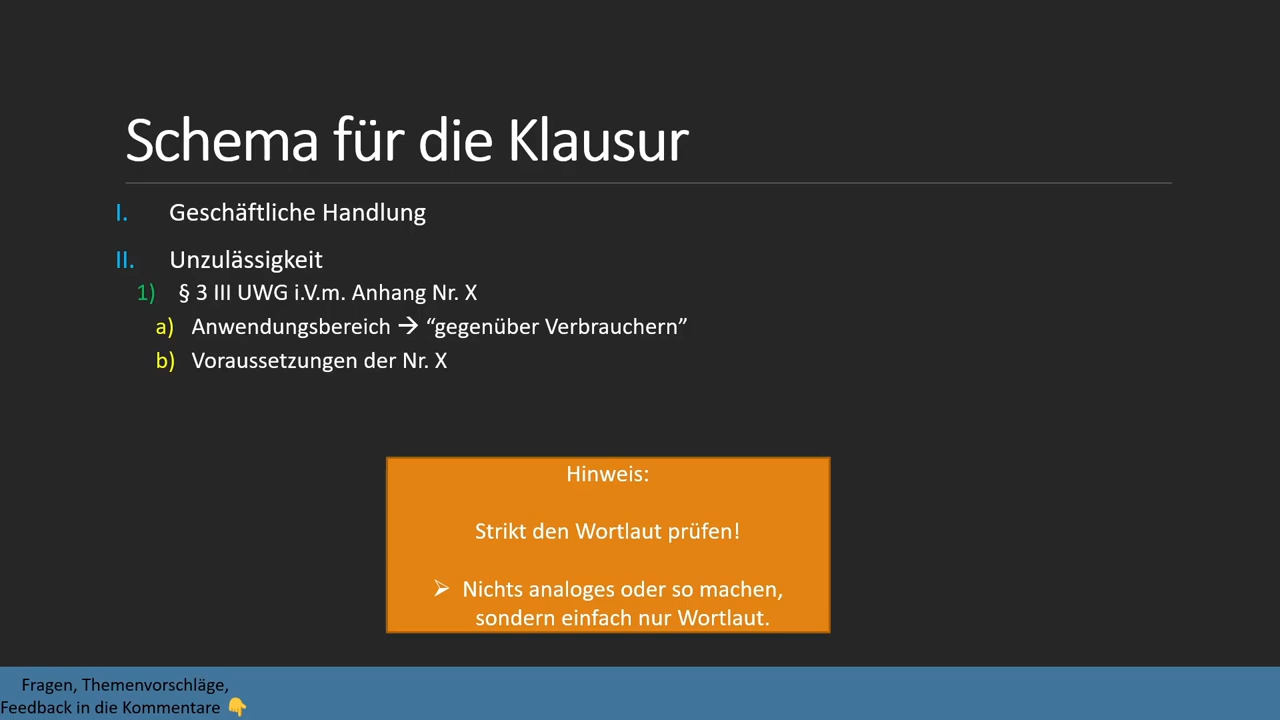 Schema für die Klausur
I. Geschäftliche Handlung
II. Unzulässigkeit
1) § 3 III UWG i.V.m. Anhang Nr. X
a) Anwendungsbereich → “gegenüber Verbrauchern”
b) Voraussetzungen der Nr. X
Hinweis:
Strikt den Wortlaut prüfen!
➢ Nichts analoges oder so machen,
sondern einfach nur Wortlaut.
Fragen, Themenvorschläge,
Feedback in die Kommentare 👇